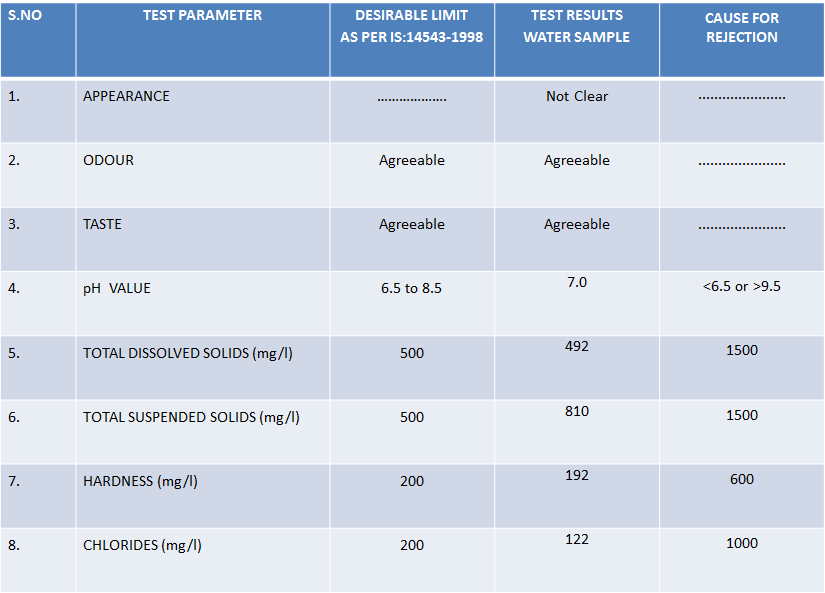 S.NO TEST PARAMETER DESIRABLE LIMIT AS PER IS:14543-1998 TEST RESULTS WATER SAMPLE CAUSE FOR REJECTION
1. APPEARANCE ................... Not Clear ......................
2. ODOUR Agreeable Agreeable ......................
3. TASTE Agreeable Agreeable ......................
4. pH VALUE 6.5 to 8.5 7.0 <6.5 or >9.5
5. TOTAL DISSOLVED SOLIDS (mg/l) 500 492 1500
6. TOTAL SUSPENDED SOLIDS (mg/l) 500 810 1500
7. HARDNESS (mg/l) 200 192 600
8. CHLORIDES (mg/l) 200 122 1000